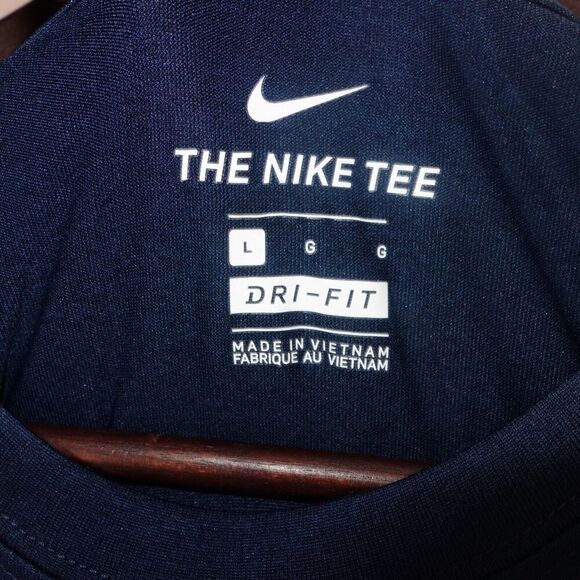 THE NIKE TEE
L G G
DRI-FIT
MADE IN VIETNAM
FABRIQUE AU VIETNAM